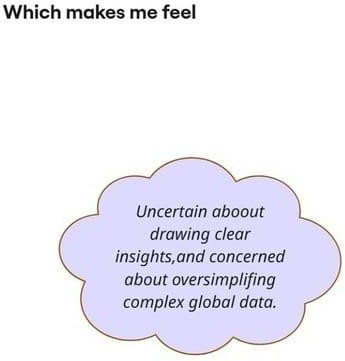 Which makes me feel
Uncertain aboout
drawing clear
insights,and concerned
about oversimplifing
complex global data.